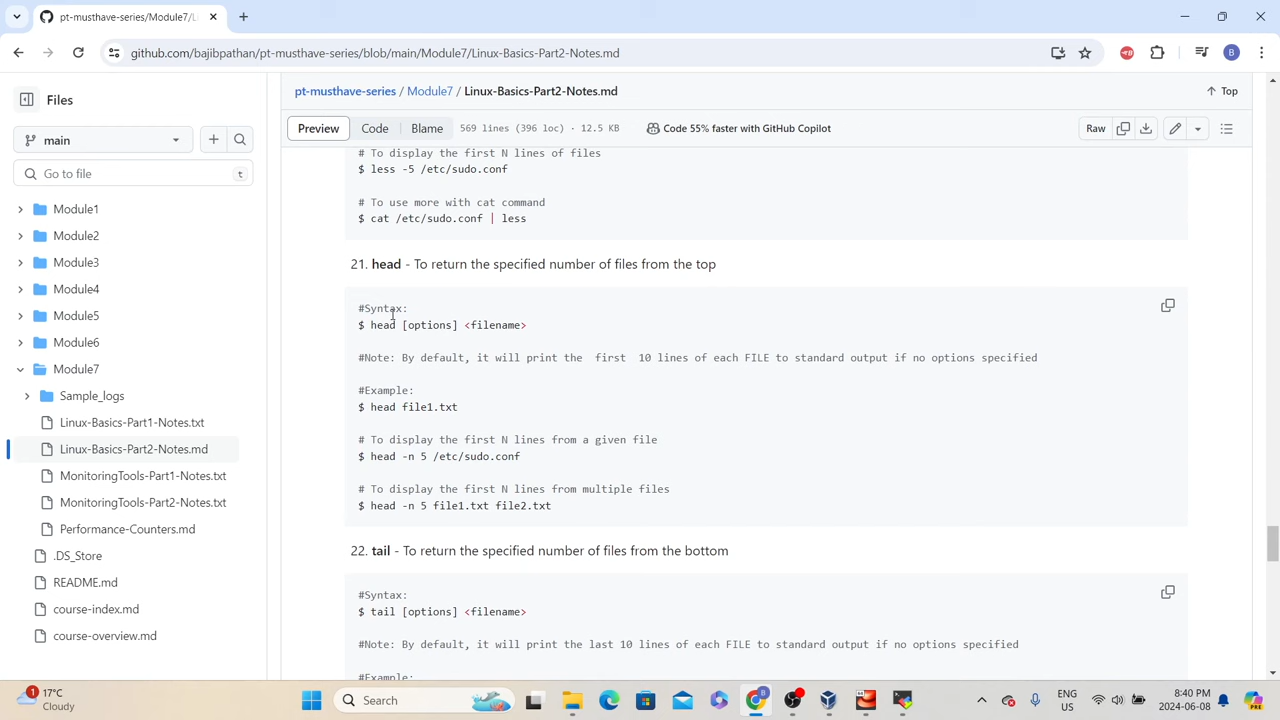 pt-musthave-series/Module7/Li
github.com/bajibpathan/pt-musthave-series/blob/main/Module7/Linux-Basics-Part2-Notes.md
B
Files
pt-musthave-series / Module7 / Linux-Basics-Part2-Notes.md
Top
main
Preview
Code
Blame
569 lines (396 loc) · 12.5 KB
Code 55% faster with GitHub Copilot
Raw
Go to file
t
Module1
Module2
Module3
Module4
Module5
Module6
Module7
Sample_logs
Linux-Basics-Part1-Notes.txt
Linux-Basics-Part2-Notes.md
MonitoringTools-Part1-Notes.txt
MonitoringTools-Part2-Notes.txt
Performance-Counters.md
.DS_Store
README.md
course-index.md
course-overview.md
# To display the first N lines of files
$ less -5 /etc/sudo.conf
# To use more with cat command
$ cat /etc/sudo.conf | less
21. head - To return the specified number of files from the top
#Syntax:
$ head [options] <filename>
#Note: By default, it will print the  first  10 lines of each FILE to standard output if no options specified
#Example:
$ head file1.txt
# To display the first N lines from a given file
$ head -n 5 /etc/sudo.conf
# To display the first N lines from multiple files
$ head -n 5 file1.txt file2.txt
22. tail - To return the specified number of files from the bottom
#Syntax:
$ tail [options] <filename>
#Note: By default, it will print the last 10 lines of each FILE to standard output if no options specified
#Example:
1
17°C
Cloudy
Search
8
ENG
US
8:40 PM
2024-06-08
PRE